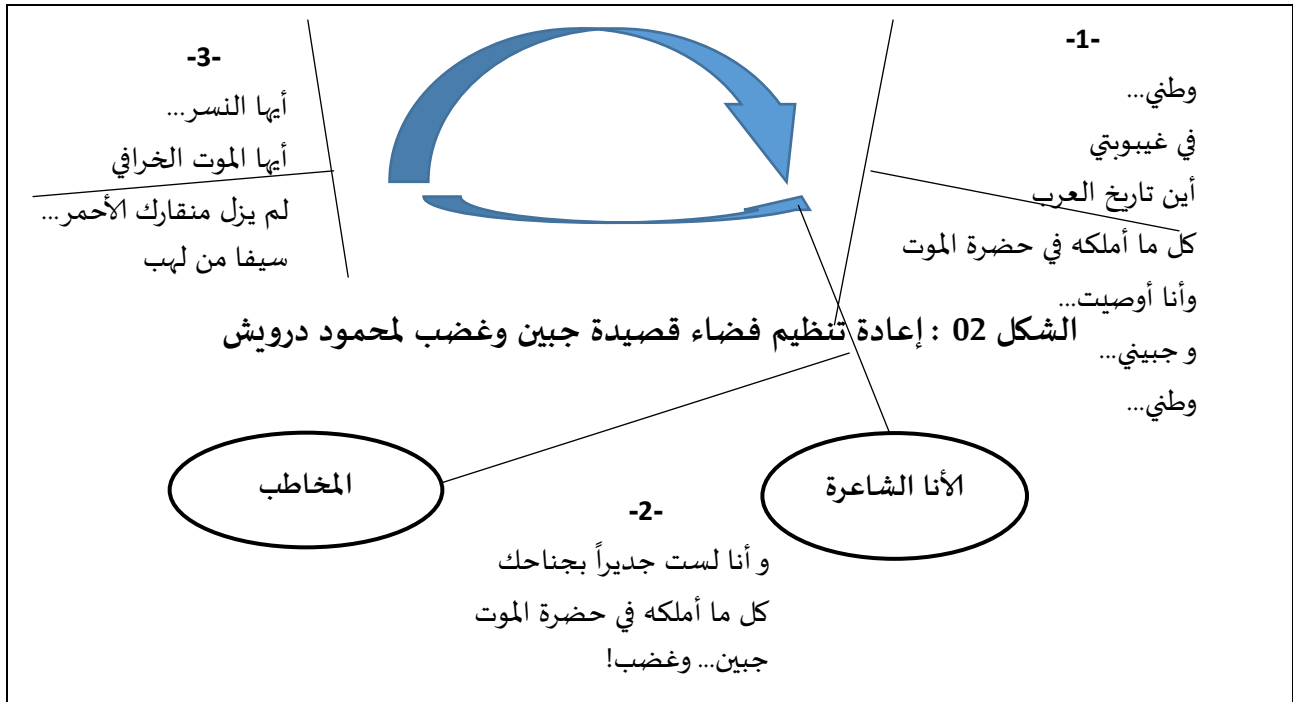 -1-
وطني...
في غيبوبتي
أين تاريخ العرب
كل ما أملكه في حضرة الموت
وأنا أوصيت...
و جبيني...
وطني...
-3-
أيها النسر...
أيها الموت الخرافي
لم يزل منقارك الأحمر...
سيفا من لهب
الشكل 02 : إعادة تنظيم فضاء قصيدة جبين وغضب لمحمود درويش
الأنا الشاعرة
المخاطب
-2-
و أنا لست جديراً بجناحك
كل ما أملكه في حضرة الموت
جبين... وغضب!